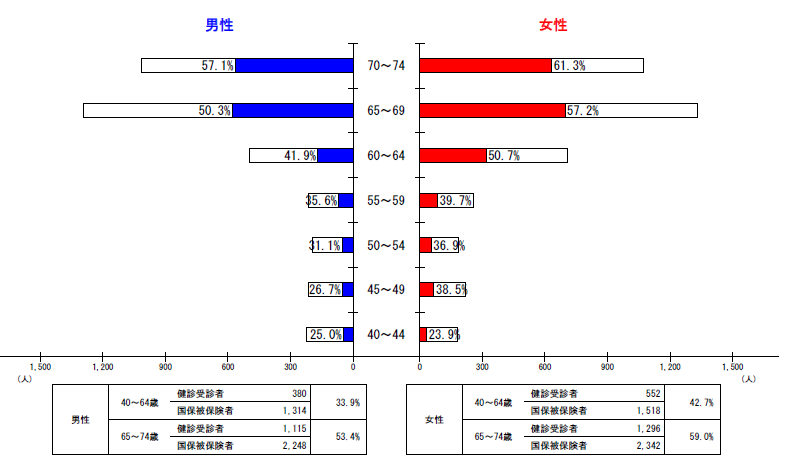 男性 女性
57.1% 70～74 61.3%
50.3% 65～69 57.2%
41.9% 60～64 50.7%
35.6% 55～59 39.7%
31.1% 50～54 36.9%
26.7% 45～49 38.5%
25.0% 40～44 23.9%
1,500 1,200 900 600 300 0 0 300 600 900 1,200 1,500
(人) (人)
男性 40～64歳 健診受診者 380 33.9%
国保被保険者 1,314
65～74歳 健診受診者 1,115 53.4%
国保被保険者 2,248
女性 40～64歳 健診受診者 552 42.7%
国保被保険者 1,518
65～74歳 健診受診者 1,296 59.0%
国保被保険者 2,342